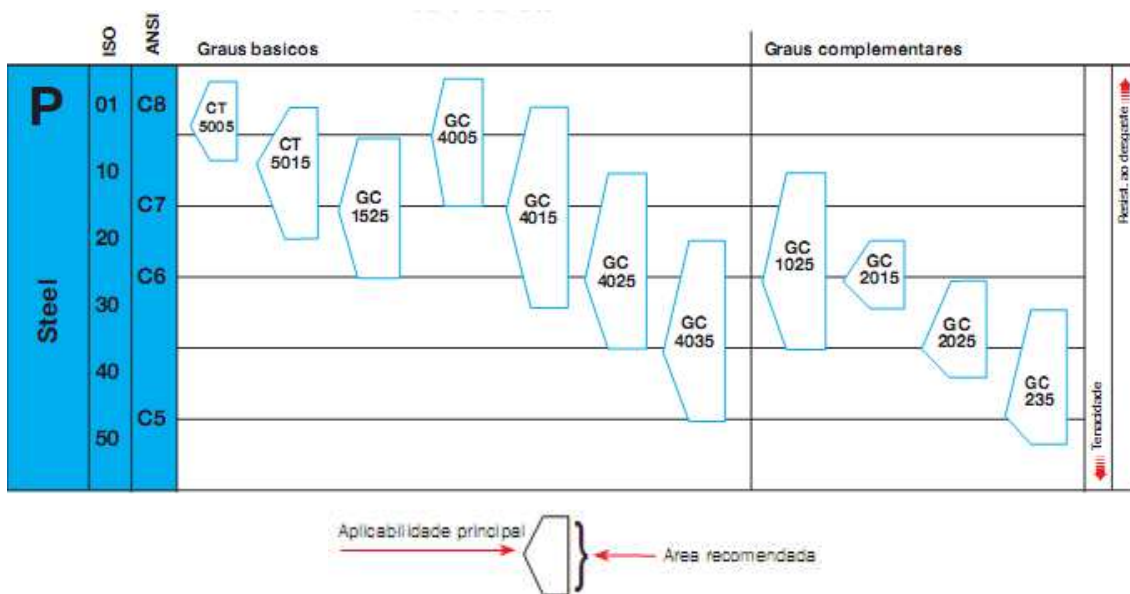 ISO
ANSI
Graus basicos
Graus complementares
P
Steel
01
10
20
30
40
50
C8
C7
C6
C5
CT
5005
CT
5015
GC
1525
GC
4005
GC
4015
GC
4025
GC
4035
GC
1025
GC
2015
GC
2025
GC
235
Tenacidade
Resist. ao desgaste
Aplicabilidade principal
Area recomendada